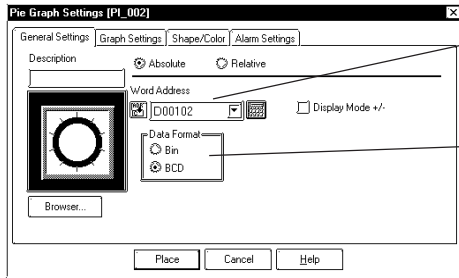 Pie Graph Settings [PI_002]
General Settings Graph Settings Shape/Color Alarm Settings
Description
Absolute Relative
Word Address
D00102
Display Mode +/-
Data Format
Bin
BCD
Browser...
Place Cancel Help